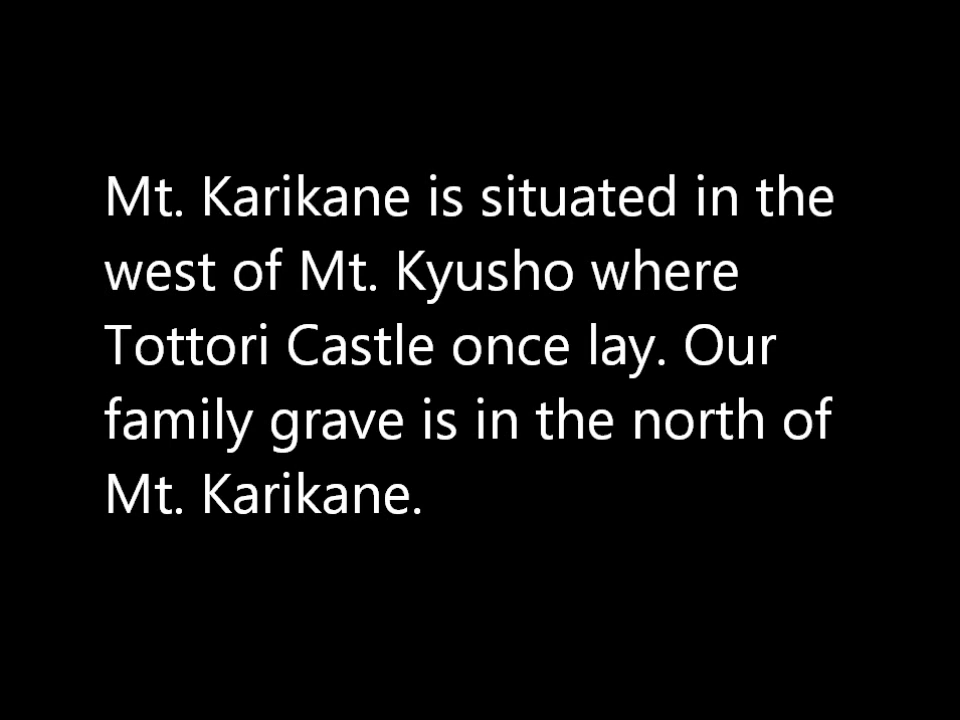 Mt. Karikane is situated in the
west of Mt. Kyusho where
Tottori Castle once lay. Our
family grave is in the north of
Mt. Karikane.